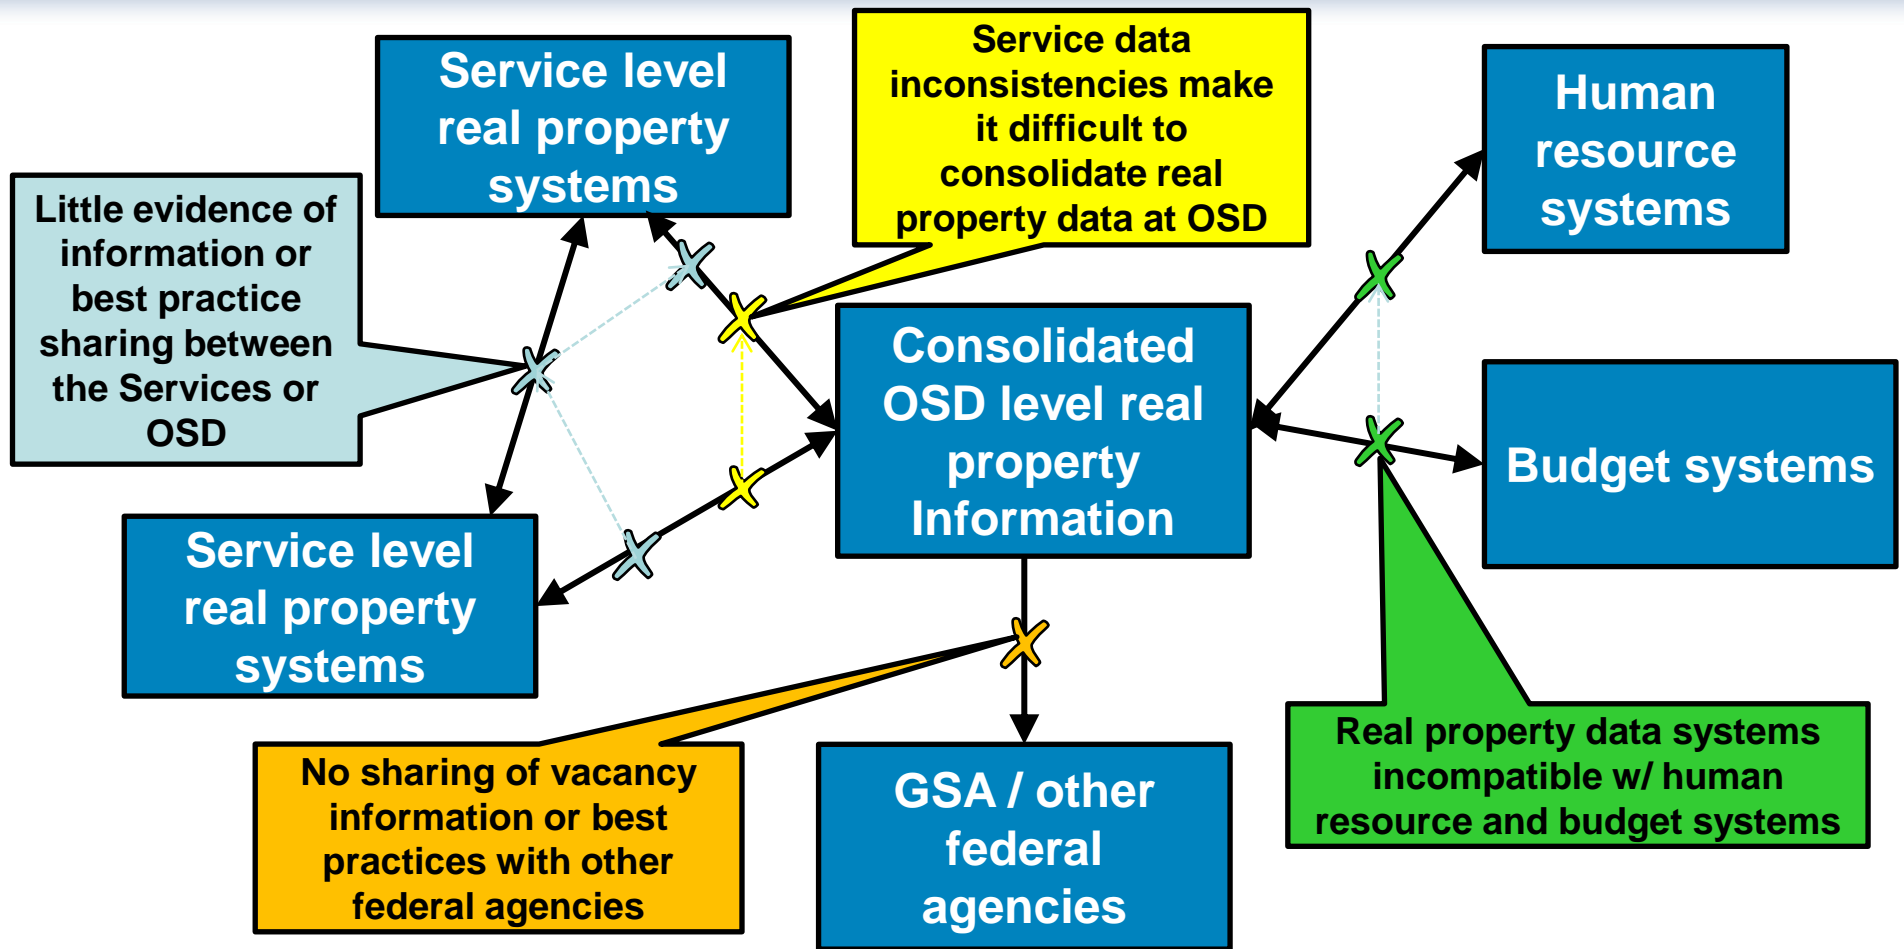 Service level
real property
systems
Service data
inconsistencies make
it difficult to
consolidate real
property data at OSD
Human
resource
systems
Little evidence of
information or
best practice
sharing between
the Services or
OSD
Consolidated
OSD level real
property
Information
Budget systems
Service level
real property
systems
No sharing of vacancy
information or best
practices with other
federal agencies
GSA / other
federal
agencies
Real property data systems
incompatible w/ human
resource and budget systems